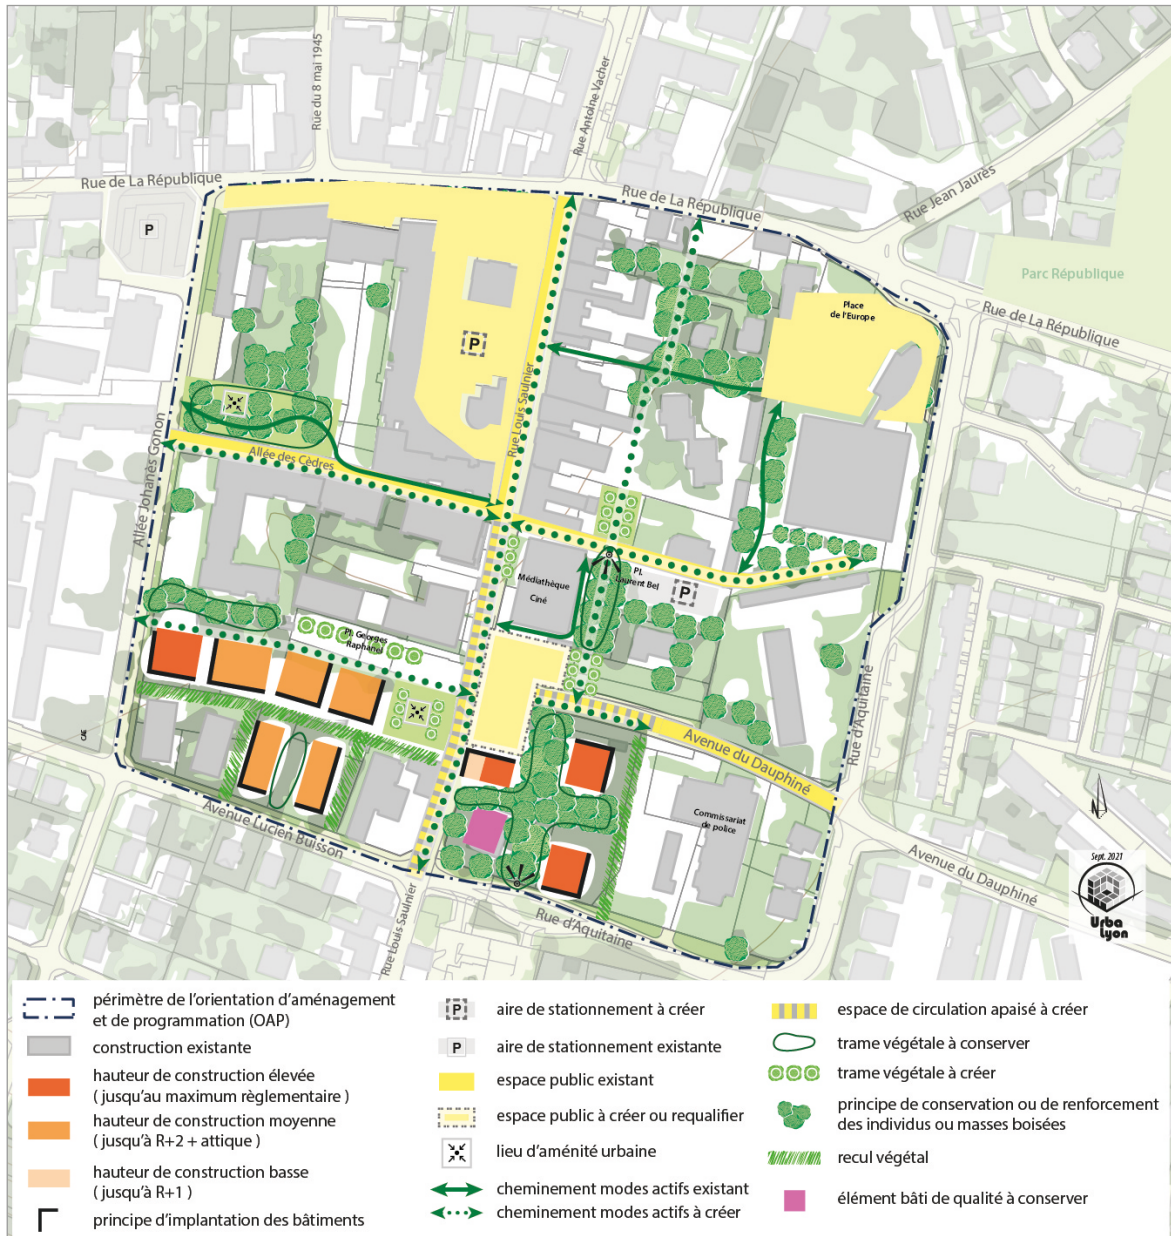 Rue du 8 mai 1945
Rue Antoine Vacher
Rue de La République
Rue de La République
Rue Jean Jaurès
P
Parc République
Place
de l'Europe
Rue de La République
P
Rue Louis Saulnier
Allée des Cèdres
Allée Johanès Gonon
Médiathèque
Ciné
Pl.
Laurent Bel
P
Pl. Georges
Raphanel
Rue d'Aquitaine
Avenue du Dauphiné
CAE
Avenue Lucien Buisson
Commissariat
de police
N
Avenue du Dauphiné
Rue Louis Saulnier
Rue d'Aquitaine
Sept. 2021
Urba
Lyon
périmètre de l'orientation d'aménagement
et de programmation (OAP)
construction existante
hauteur de construction élevée
( jusqu'au maximum règlementaire )
hauteur de construction moyenne
( jusqu'à R+2 + attique )
hauteur de construction basse
( jusqu'à R+1 )
principe d'implantation des bâtiments
P aire de stationnement à créer
P aire de stationnement existante
espace public existant
espace public à créer ou requalifier
lieu d'aménité urbaine
cheminement modes actifs existant
cheminement modes actifs à créer
espace de circulation apaisé à créer
trame végétale à conserver
trame végétale à créer
principe de conservation ou de renforcement
des individus ou masses boisées
recul végétal
élément bâti de qualité à conserver